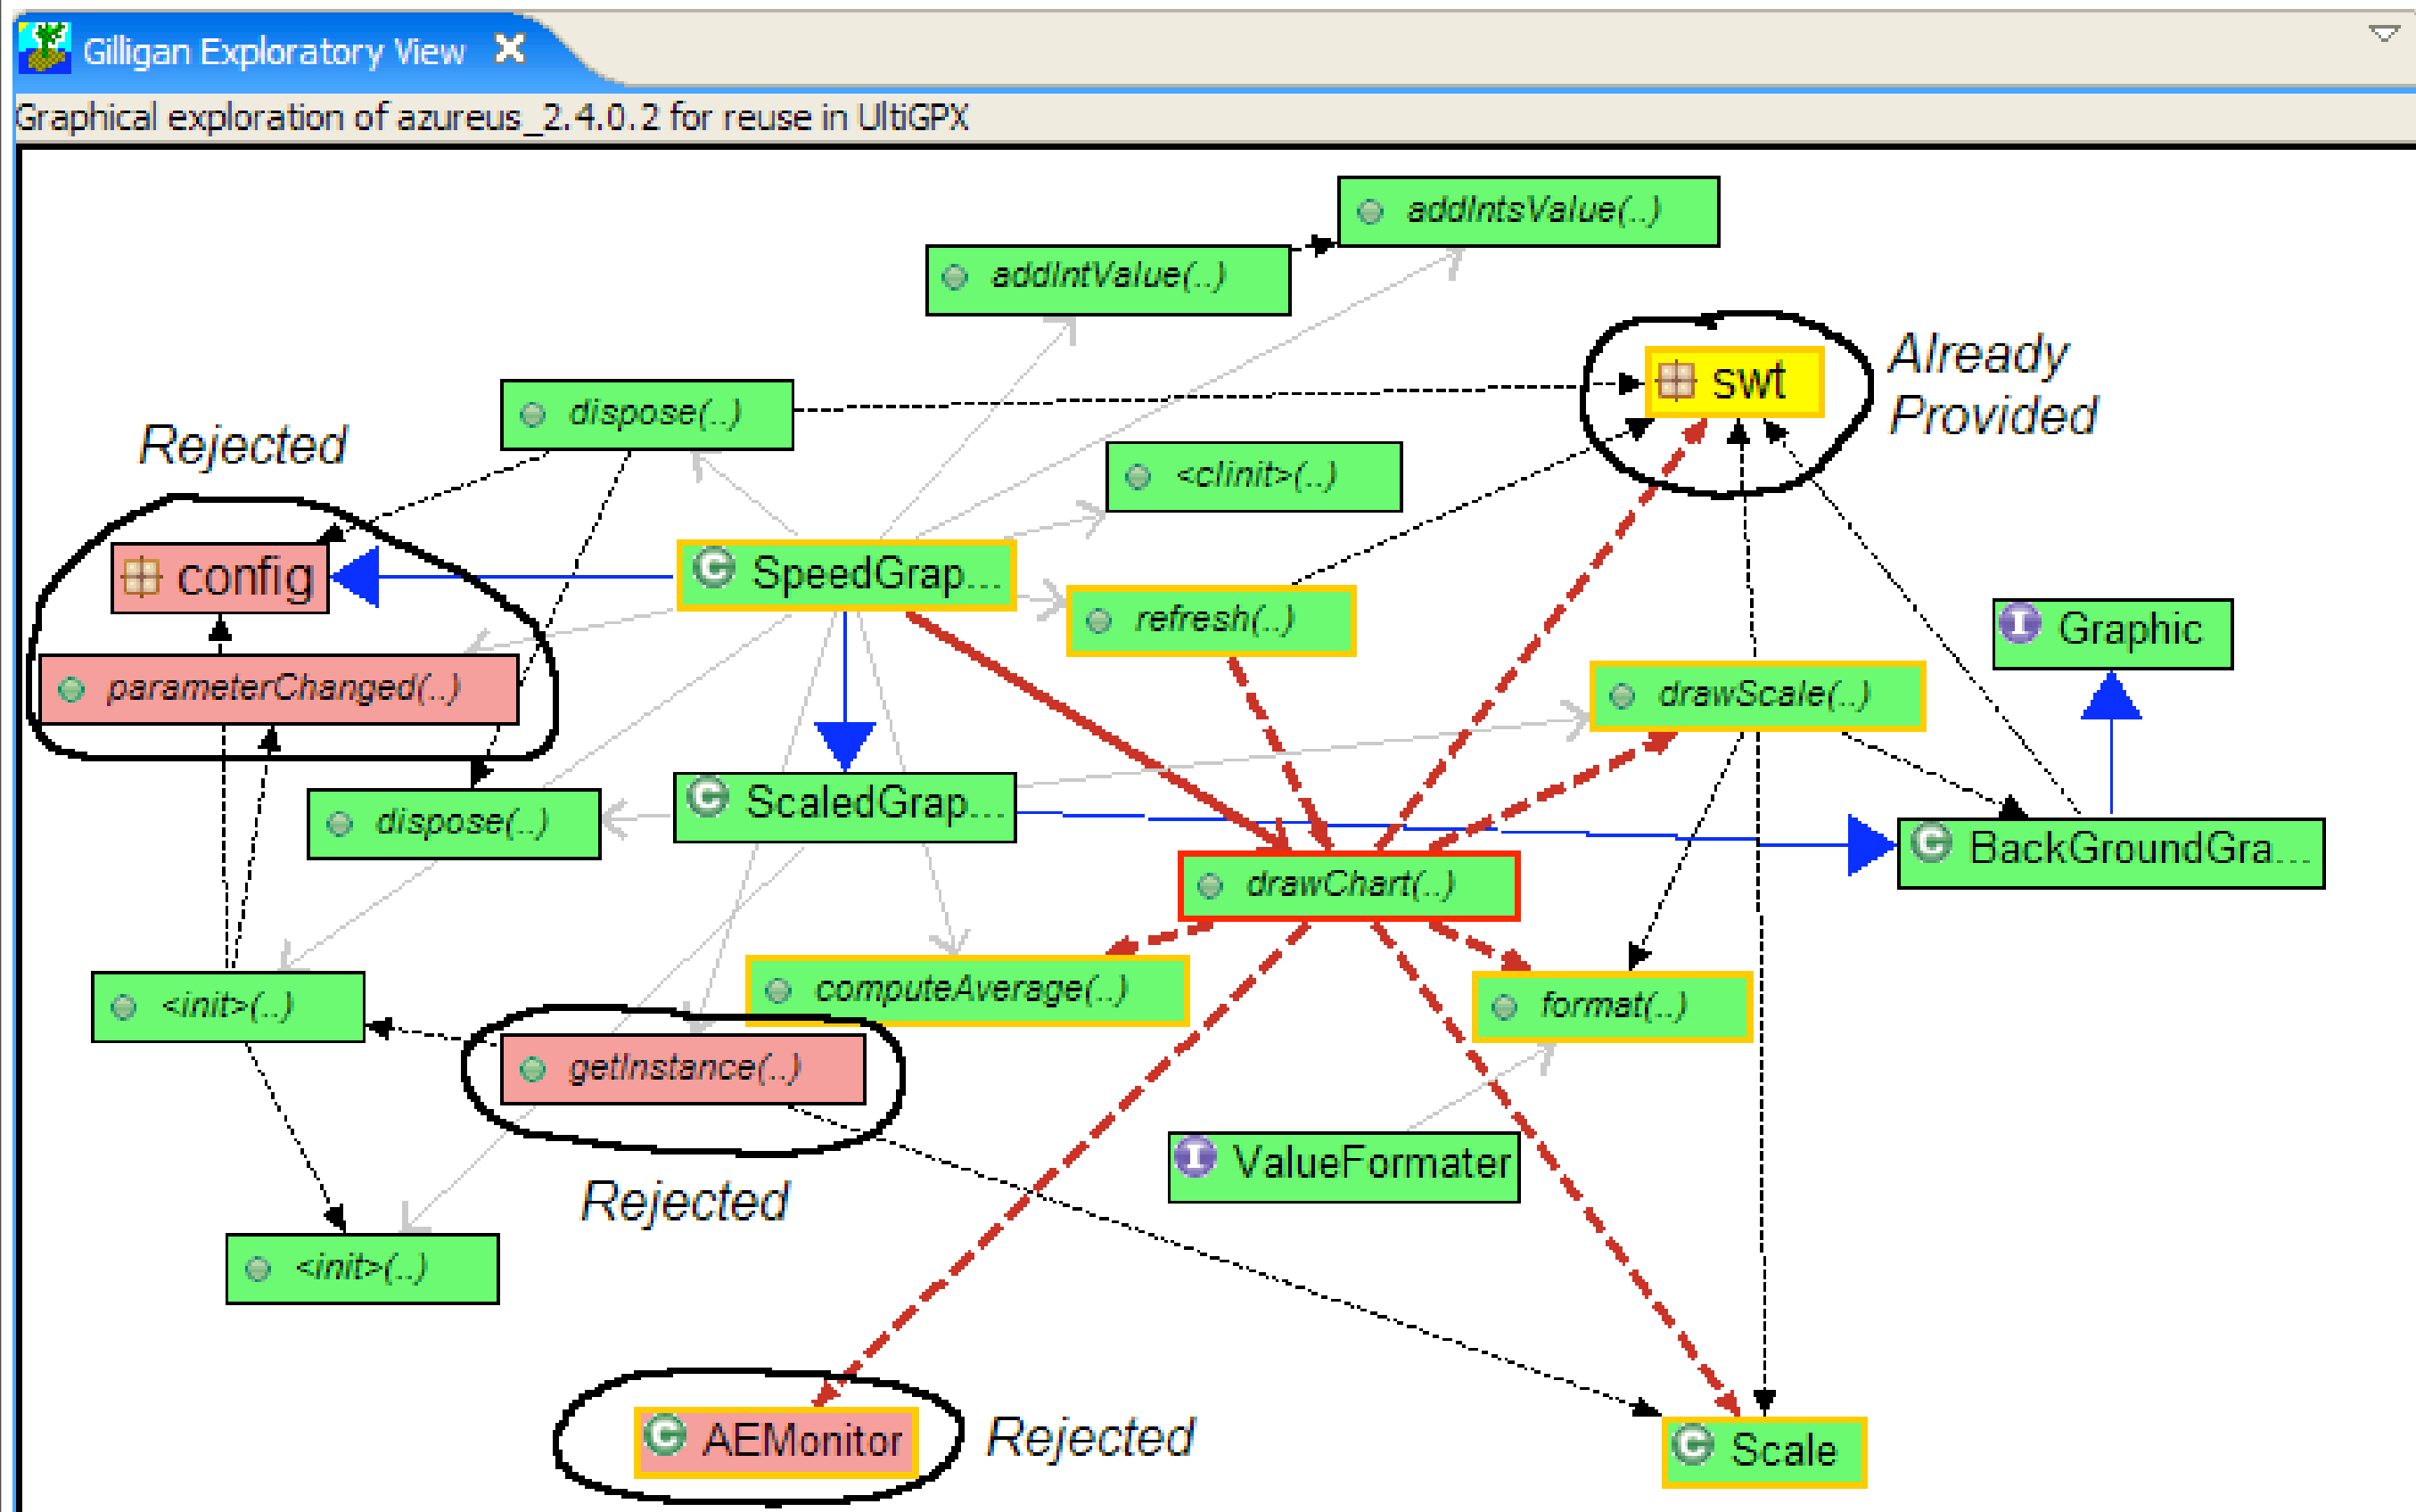 Gilligan Exploratory View
Graphical exploration of azureus_2.4.0.2 for reuse in UltiGPX
addIntsValue(..)
addIntValue(..)
swt
Already
Provided
dispose(..)
Rejected
<clinit>(..)
config
SpeedGrap...
refresh(..)
Graphic
parameterChanged(..)
drawScale(..)
ScaledGrap...
dispose(..)
BackGroundGra...
drawChart(..)
computeAverage(..)
<init>(..)
format(..)
getInstance(..)
ValueFormater
Rejected
<init>(..)
AEMonitor
Rejected
Scale